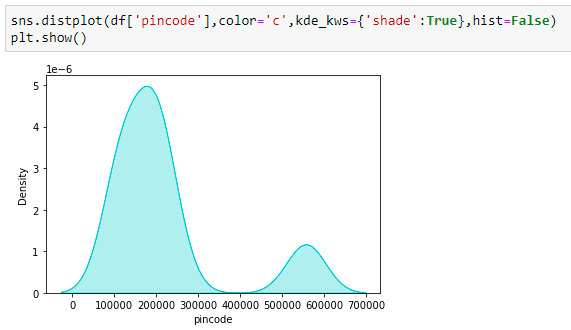 sns.distplot(df['pincode'],color='c',kde_kws={'shade':True},hist=False)
plt.show()
1e−6
5
4
3
2
1
0
Density
0 100000 200000 300000 400000 500000 600000 700000
pincode